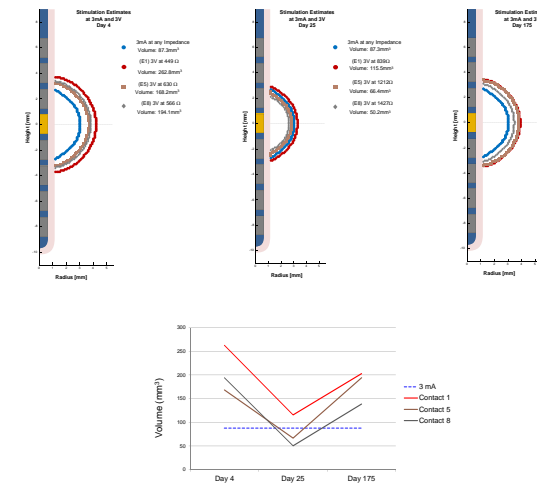 Stimulation Estimates
at 3mA and 3V
Day 4
3mA at any Impedance
Volume: 87.3mm³
(E1) 3V at 449 Ω
Volume: 262.8mm³
(E5) 3V at 630 Ω
Volume: 168.2mm³
(E8) 3V at 566 Ω
Volume: 194.1mm³
Height [mm]
Radius [mm]
Stimulation Estimates
at 3mA and 3V
Day 25
3mA at any Impedance
Volume: 87.3mm³
(E1) 3V at 828Ω
Volume: 115.5mm³
(E5) 3V at 1212Ω
Volume: 66.4mm³
(E8) 3V at 1427Ω
Volume: 50.2mm³
Height [mm]
Radius [mm]
Stimulation Estim
at 3mA and 3
Day 175
Height [mm]
Radius [mm]
300
250
200
150
100
50
0
Volume (mm³)
Day 4
Day 25
Day 175
3 mA
Contact 1
Contact 5
Contact 8